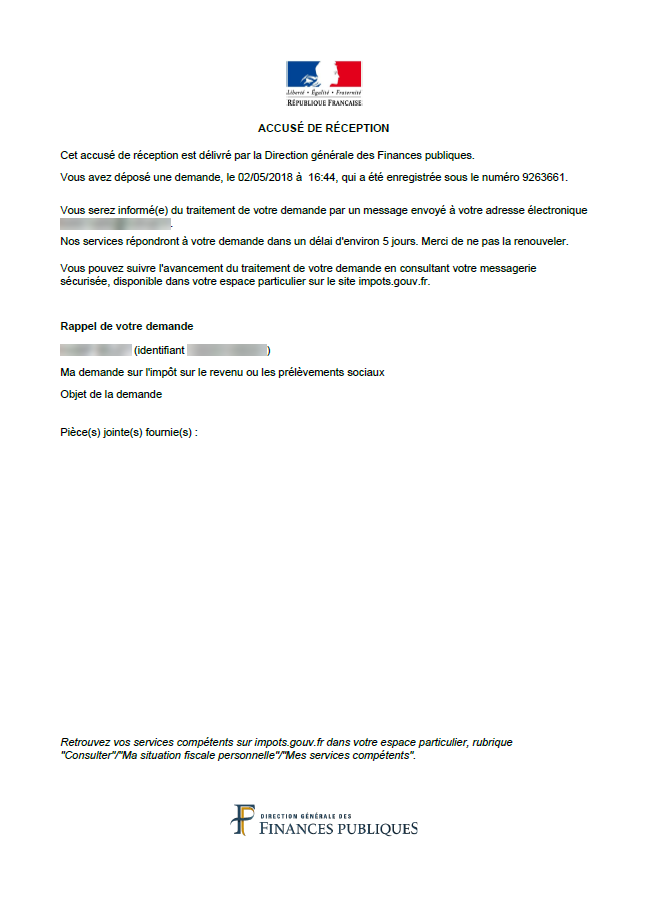 Liberté • Égalité • Fraternité
RÉPUBLIQUE FRANÇAISE
ACCUSÉ DE RÉCEPTION
Cet accusé de réception est délivré par la Direction générale des Finances publiques.
Vous avez déposé une demande, le 02/05/2018 à 16:44, qui a été enregistrée sous le numéro 9263661.
Vous serez informé(e) du traitement de votre demande par un message envoyé à votre adresse électronique
.
Nos services répondront à votre demande dans un délai d'environ 5 jours. Merci de ne pas la renouveler.
Vous pouvez suivre l'avancement du traitement de votre demande en consultant votre messagerie
sécurisée, disponible dans votre espace particulier sur le site impots.gouv.fr.
Rappel de votre demande
(identifiant )
Ma demande sur l'impôt sur le revenu ou les prélèvements sociaux
Objet de la demande
Pièce(s) jointe(s) fournie(s) :
Retrouvez vos services compétents sur impots.gouv.fr dans votre espace particulier, rubrique
"Consulter"/"Ma situation fiscale personnelle"/"Mes services compétents".
DIRECTION GÉNÉRALE DES
FINANCES PUBLIQUES